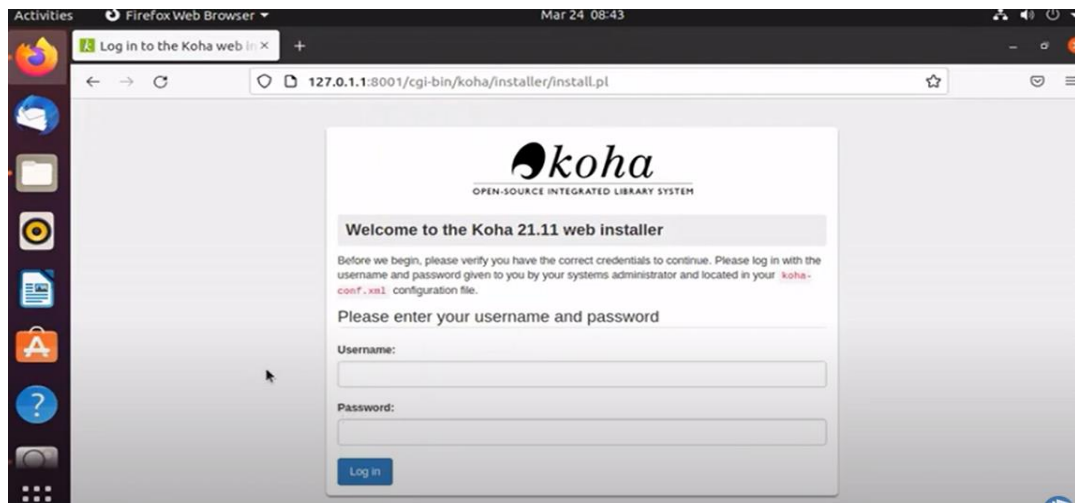 Activities
Firefox Web Browser
Mar 24 08:43
Log in to the Koha web in
127.0.1.1:8001/cgi-bin/koha/installer/install.pl
koha
OPEN-SOURCE INTEGRATED LIBRARY SYSTEM
Welcome to the Koha 21.11 web installer
Before we begin, please verify you have the correct credentials to continue. Please log in with the
username and password given to you by your systems administrator and located in your koha-
conf.xml configuration file.
Please enter your username and password
Username:
Password:
Log in